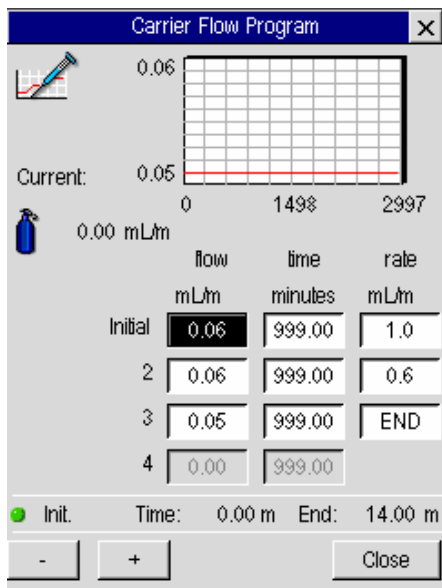 Carrier Flow Program
0.06
Current: 0.05
0 1498 2997
0.00 mL/m
flow time rate
mL/m minutes mL/m
Initial 0.06 999.00 1.0
2 0.06 999.00 0.6
3 0.05 999.00 END
4 0.00 999.00
Init. Time: 0.00 m End: 14.00 m
- + Close